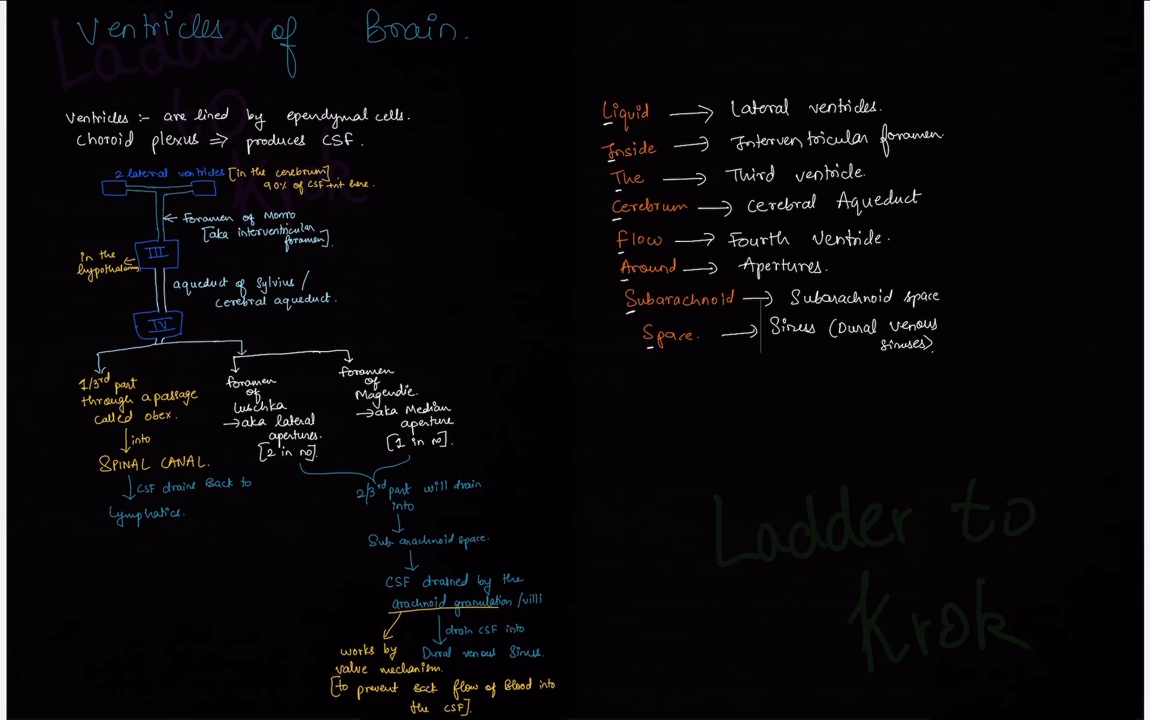 Ventricles of Brain.
Ventricles :- are lined by ependymal cells.
Choroid plexus ⇒ produces CSF.
2 lateral ventricles [in the cerebrum]
90% of CSF +nt here.
← Foramen of Monro
[aka interventicular
foramen].
III
in the ←
hypothalamus
aqueduct of Sylvius /
cerebral aqueduct.
IV
1/3rd part
through a passage
called obex.
↓ into
SPINAL CANAL.
↓ CSF drains Back to
Lymphatics.
foramen
of
Luschka
→ aka lateral
apertures.
[2 in no].
foramen
of
Magendie.
→ aka Median
aperture
[1 in no].
2/3rd part will drain
into
↓
Sub arachnoid space.
↓
CSF drained by the
arachnoid granulation /villi
↓ drain CSF into
Dural venous Sinus.
works by
valve mechanism.
[to prevent Back flow of Blood into
the CSF].
Liquid → Lateral ventricles.
Inside → Interventricular foramen.
The → Third ventricle.
Cerebrum → Cerebral Aqueduct
Flow → Fourth Ventricle.
Around → Apertures.
Subarachnoid → Subarachnoid space
Space. → Sinus (Dural venous
sinuses).
Ladder to
Krok
Ladder
to
Krok